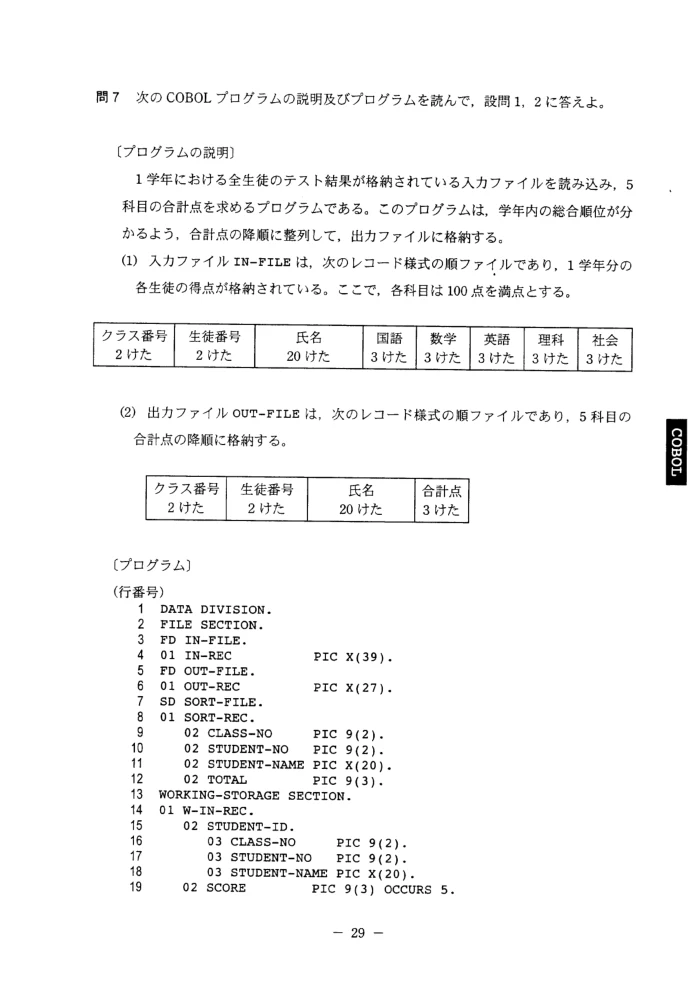 問7 次の COBOL プログラムの説明及びプログラムを読んで，設問1，2に答えよ。
〔プログラムの説明〕
1学年における全生徒のテスト結果が格納されている入力ファイルを読み込み，5
科目の合計点を求めるプログラムである。このプログラムは，学年内の総合順位が分
かるよう，合計点の降順に整列して，出力ファイルに格納する。
(1) 入力ファイル IN-FILE は，次のレコード様式の順ファイルであり，1学年分の
各生徒の得点が格納されている。ここで，各科目は100点を満点とする。
クラス番号 生徒番号 氏名 国語 数学 英語 理科 社会
2けた 2けた 20けた 3けた 3けた 3けた 3けた 3けた
(2) 出力ファイル OUT-FILE は，次のレコード様式の順ファイルであり，5科目の
合計点の降順に格納する。
COBOL
クラス番号 生徒番号 氏名 合計点
2けた 2けた 20けた 3けた
〔プログラム〕
(行番号)
1 DATA DIVISION.
2 FILE SECTION.
3 FD IN-FILE.
4 01 IN-REC PIC X(39).
5 FD OUT-FILE.
6 01 OUT-REC PIC X(27).
7 SD SORT-FILE.
8 01 SORT-REC.
9 02 CLASS-NO PIC 9(2).
10 02 STUDENT-NO PIC 9(2).
11 02 STUDENT-NAME PIC X(20).
12 02 TOTAL PIC 9(3).
13 WORKING-STORAGE SECTION.
14 01 W-IN-REC.
15 02 STUDENT-ID.
16 03 CLASS-NO PIC 9(2).
17 03 STUDENT-NO PIC 9(2).
18 03 STUDENT-NAME PIC X(20).
19 02 SCORE PIC 9(3) OCCURS 5.
- 29 -